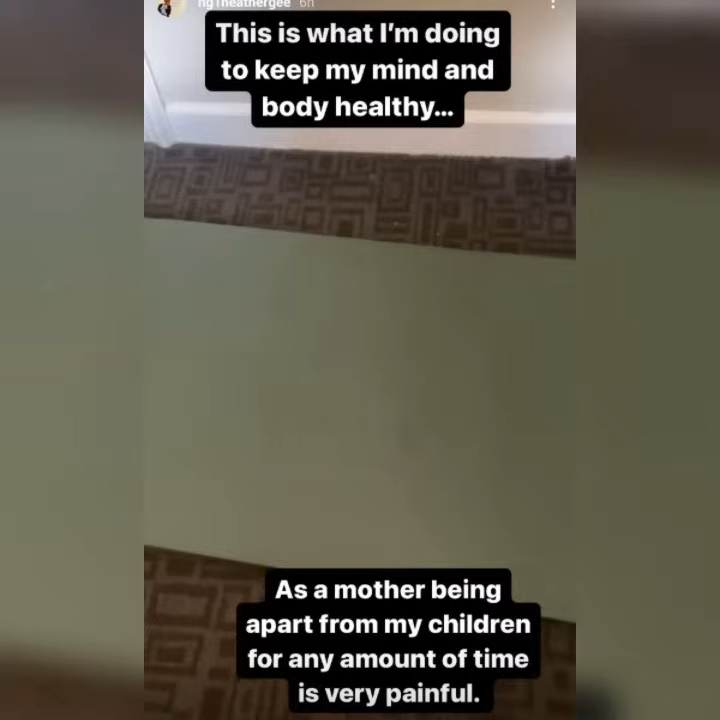 6h
This is what I'm doing
to keep my mind and
body healthy...
As a mother being
apart from my children
for any amount of time
is very painful.